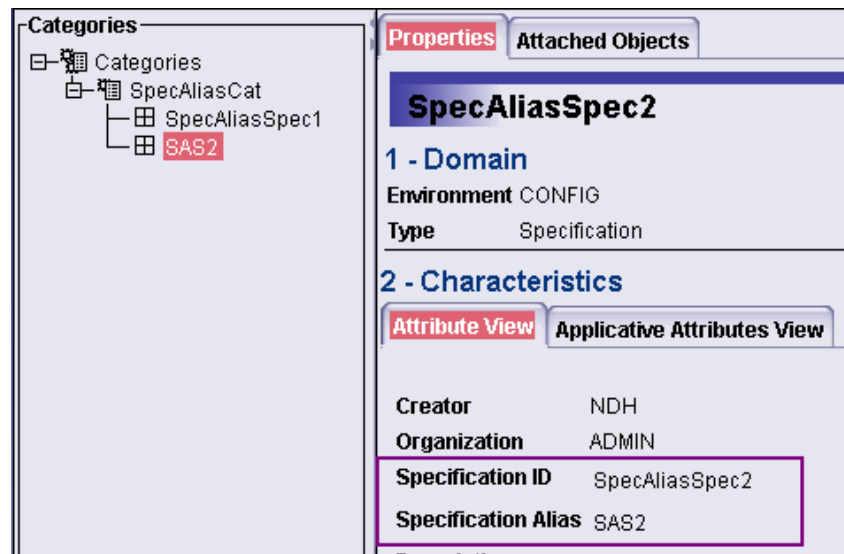 Categories
Categories
SpecAliasCat
SpecAliasSpec1
SAS2
Properties
Attached Objects
SpecAliasSpec2
1 - Domain
Environment CONFIG
Type Specification
2 - Characteristics
Attribute View
Applicative Attributes View
Creator NDH
Organization ADMIN
Specification ID SpecAliasSpec2
Specification Alias SAS2